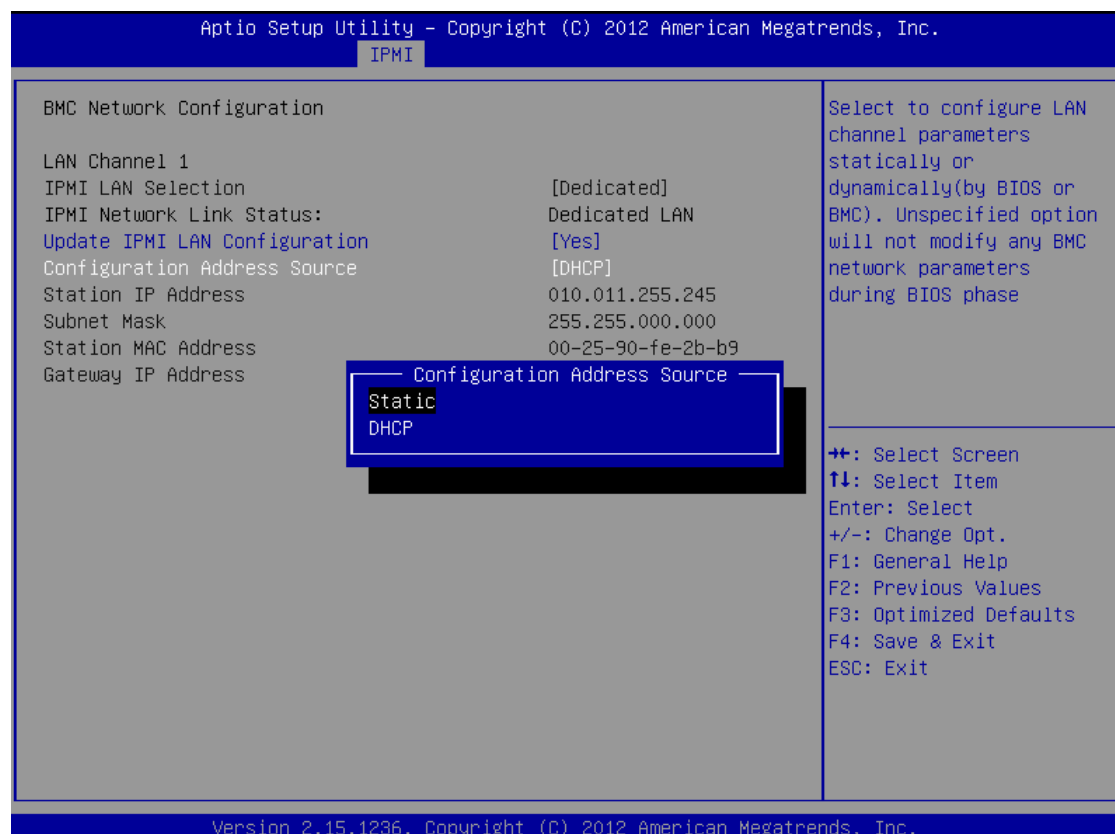 Aptio Setup Utility – Copyright (C) 2012 American Megatrends, Inc.
IPMI
BMC Network Configuration
LAN Channel 1
IPMI LAN Selection [Dedicated]
IPMI Network Link Status: Dedicated LAN
Update IPMI LAN Configuration [Yes]
Configuration Address Source [DHCP]
Station IP Address 010.011.255.245
Subnet Mask 255.255.000.000
Station MAC Address 00-25-90-fe-2b-b9
Gateway IP Address
Configuration Address Source
Static
DHCP
Select to configure LAN
channel parameters
statically or
dynamically(by BIOS or
BMC). Unspecified option
will not modify any BMC
network parameters
during BIOS phase
→←: Select Screen
↑↓: Select Item
Enter: Select
+/-: Change Opt.
F1: General Help
F2: Previous Values
F3: Optimized Defaults
F4: Save & Exit
ESC: Exit
Version 2.15.1236. Copyright (C) 2012 American Megatrends, Inc.